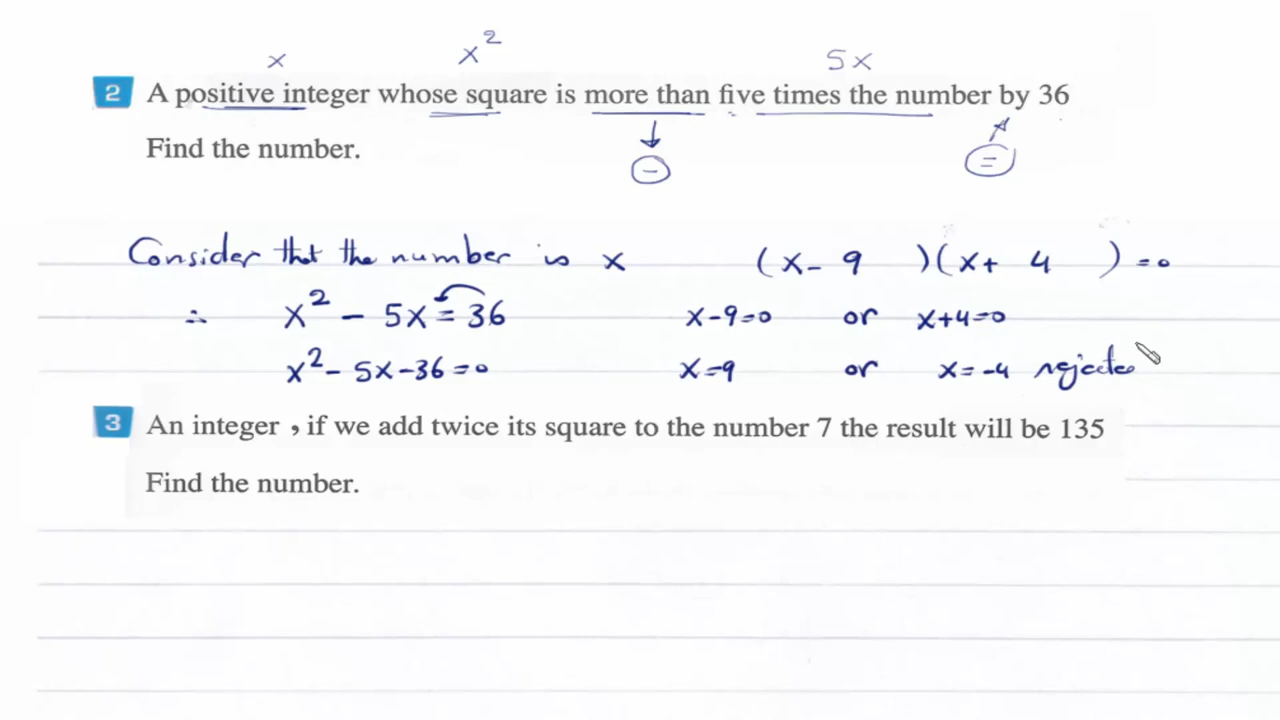 x x² 5x
2 A positive integer whose square is more than five times the number by 36
Find the number.
− =
Consider that the number is x
∴ x² − 5x = 36
x² − 5x − 36 = 0
(x − 9)(x + 4) = 0
x − 9 = 0 or x + 4 = 0
x = 9 or x = −4 rejected
3 An integer , if we add twice its square to the number 7 the result will be 135
Find the number.